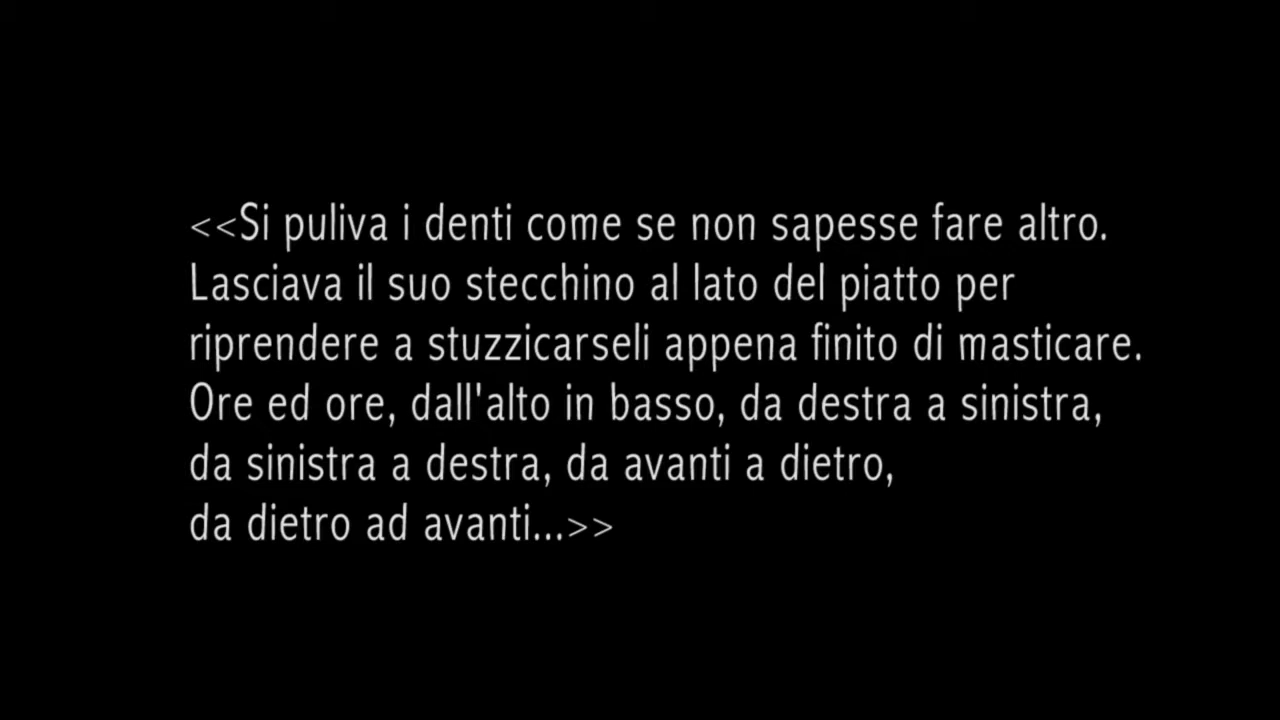 <<Si puliva i denti come se non sapesse fare altro.
Lasciava il suo stecchino al lato del piatto per
riprendere a stuzzicarseli appena finito di masticare.
Ore ed ore, dall'alto in basso, da destra a sinistra,
da sinistra a destra, da avanti a dietro,
da dietro ad avanti...>>